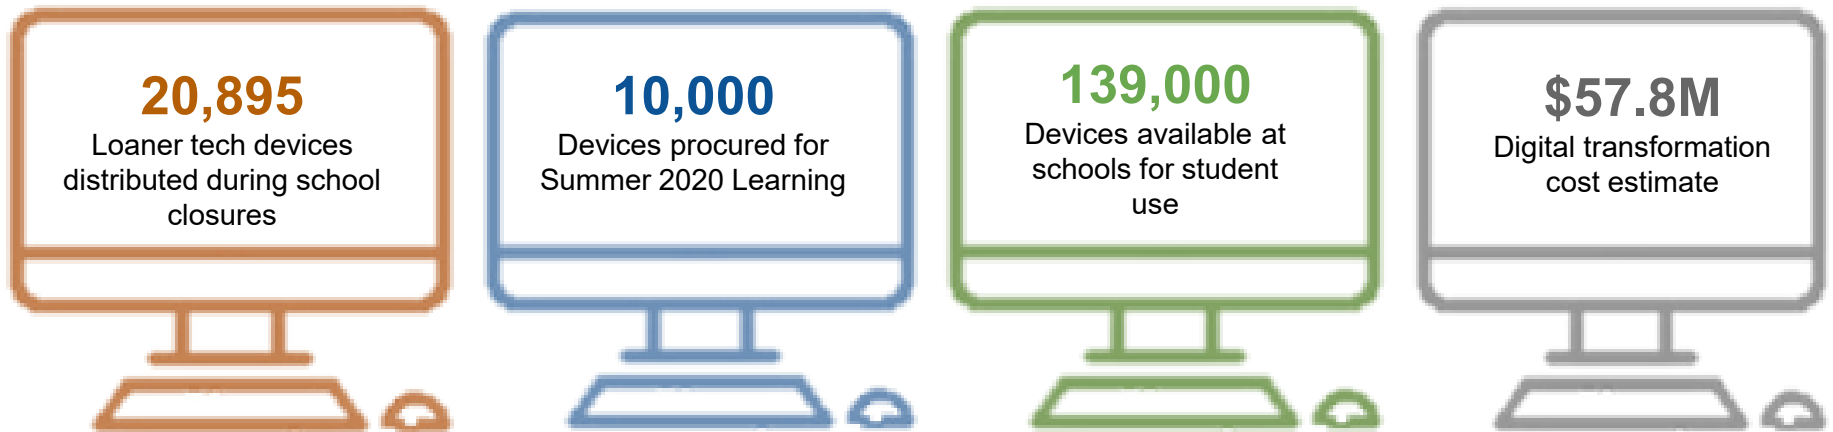 20,895
Loaner tech devices
distributed during school
closures
10,000
Devices procured for
Summer 2020 Learning
139,000
Devices available at
schools for student
use
$57.8M
Digital transformation
cost estimate